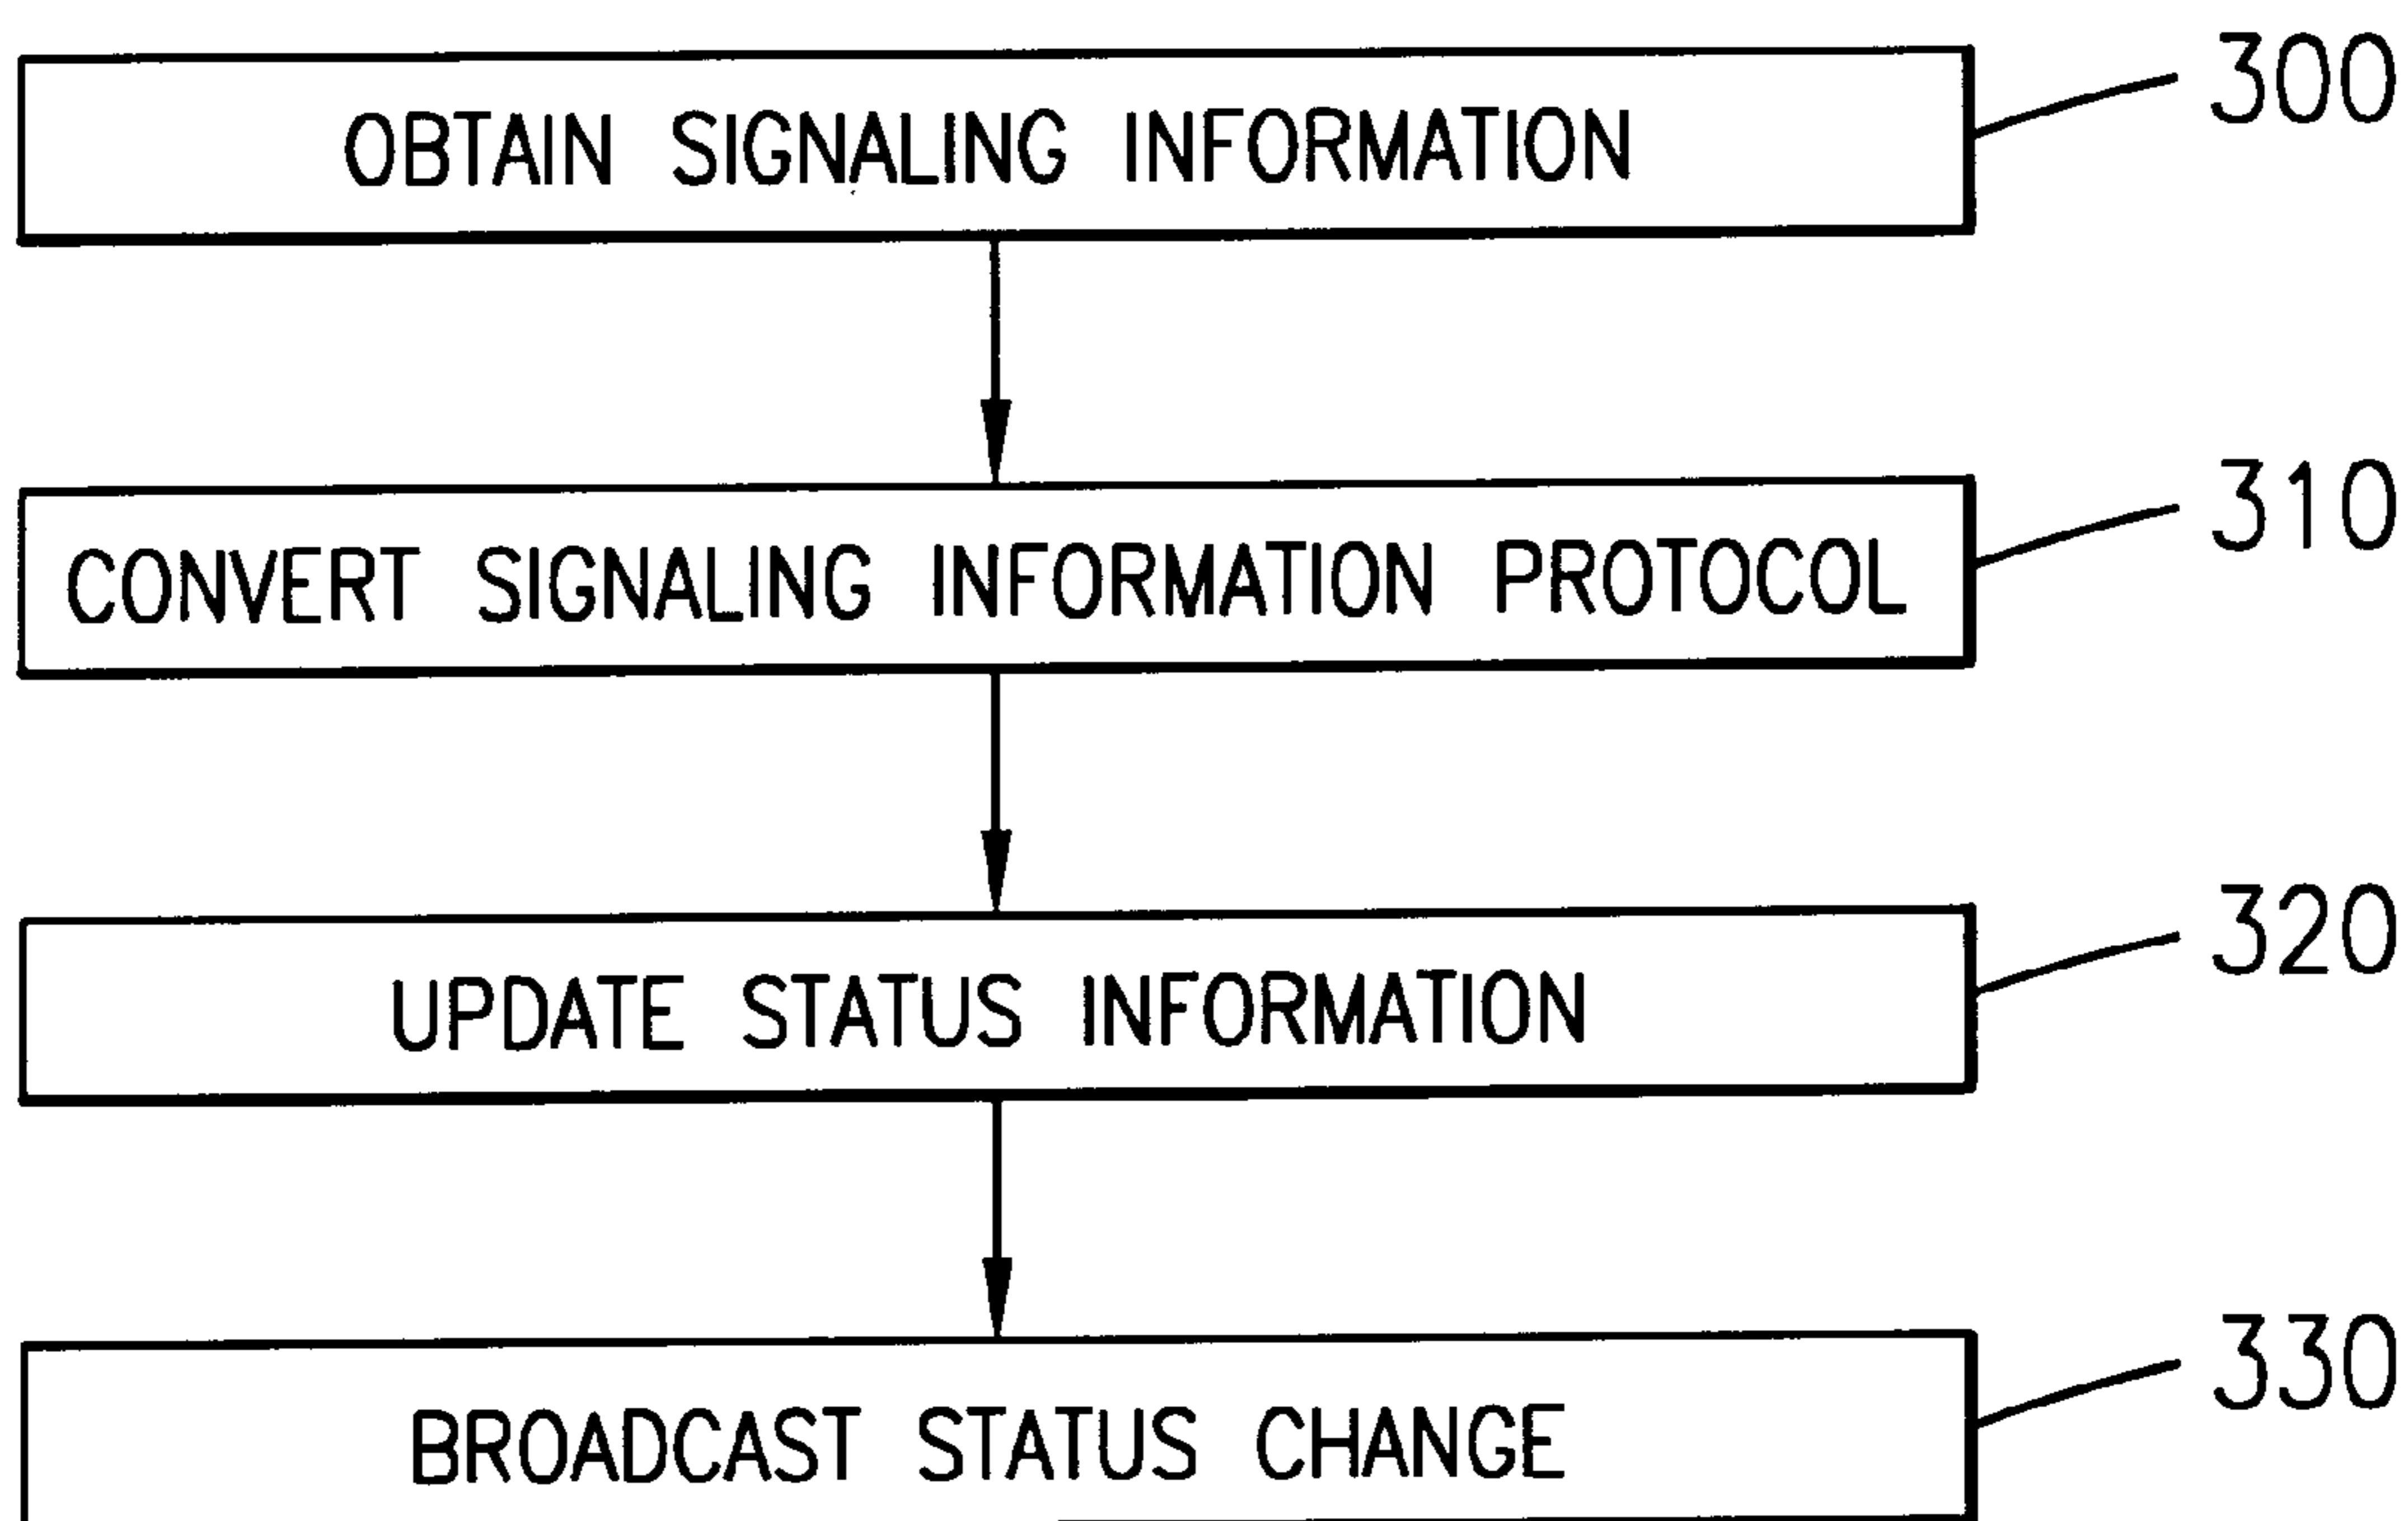 OBTAIN SIGNALING INFORMATION
300
CONVERT SIGNALING INFORMATION PROTOCOL
310
UPDATE STATUS INFORMATION
320
BROADCAST STATUS CHANGE
330